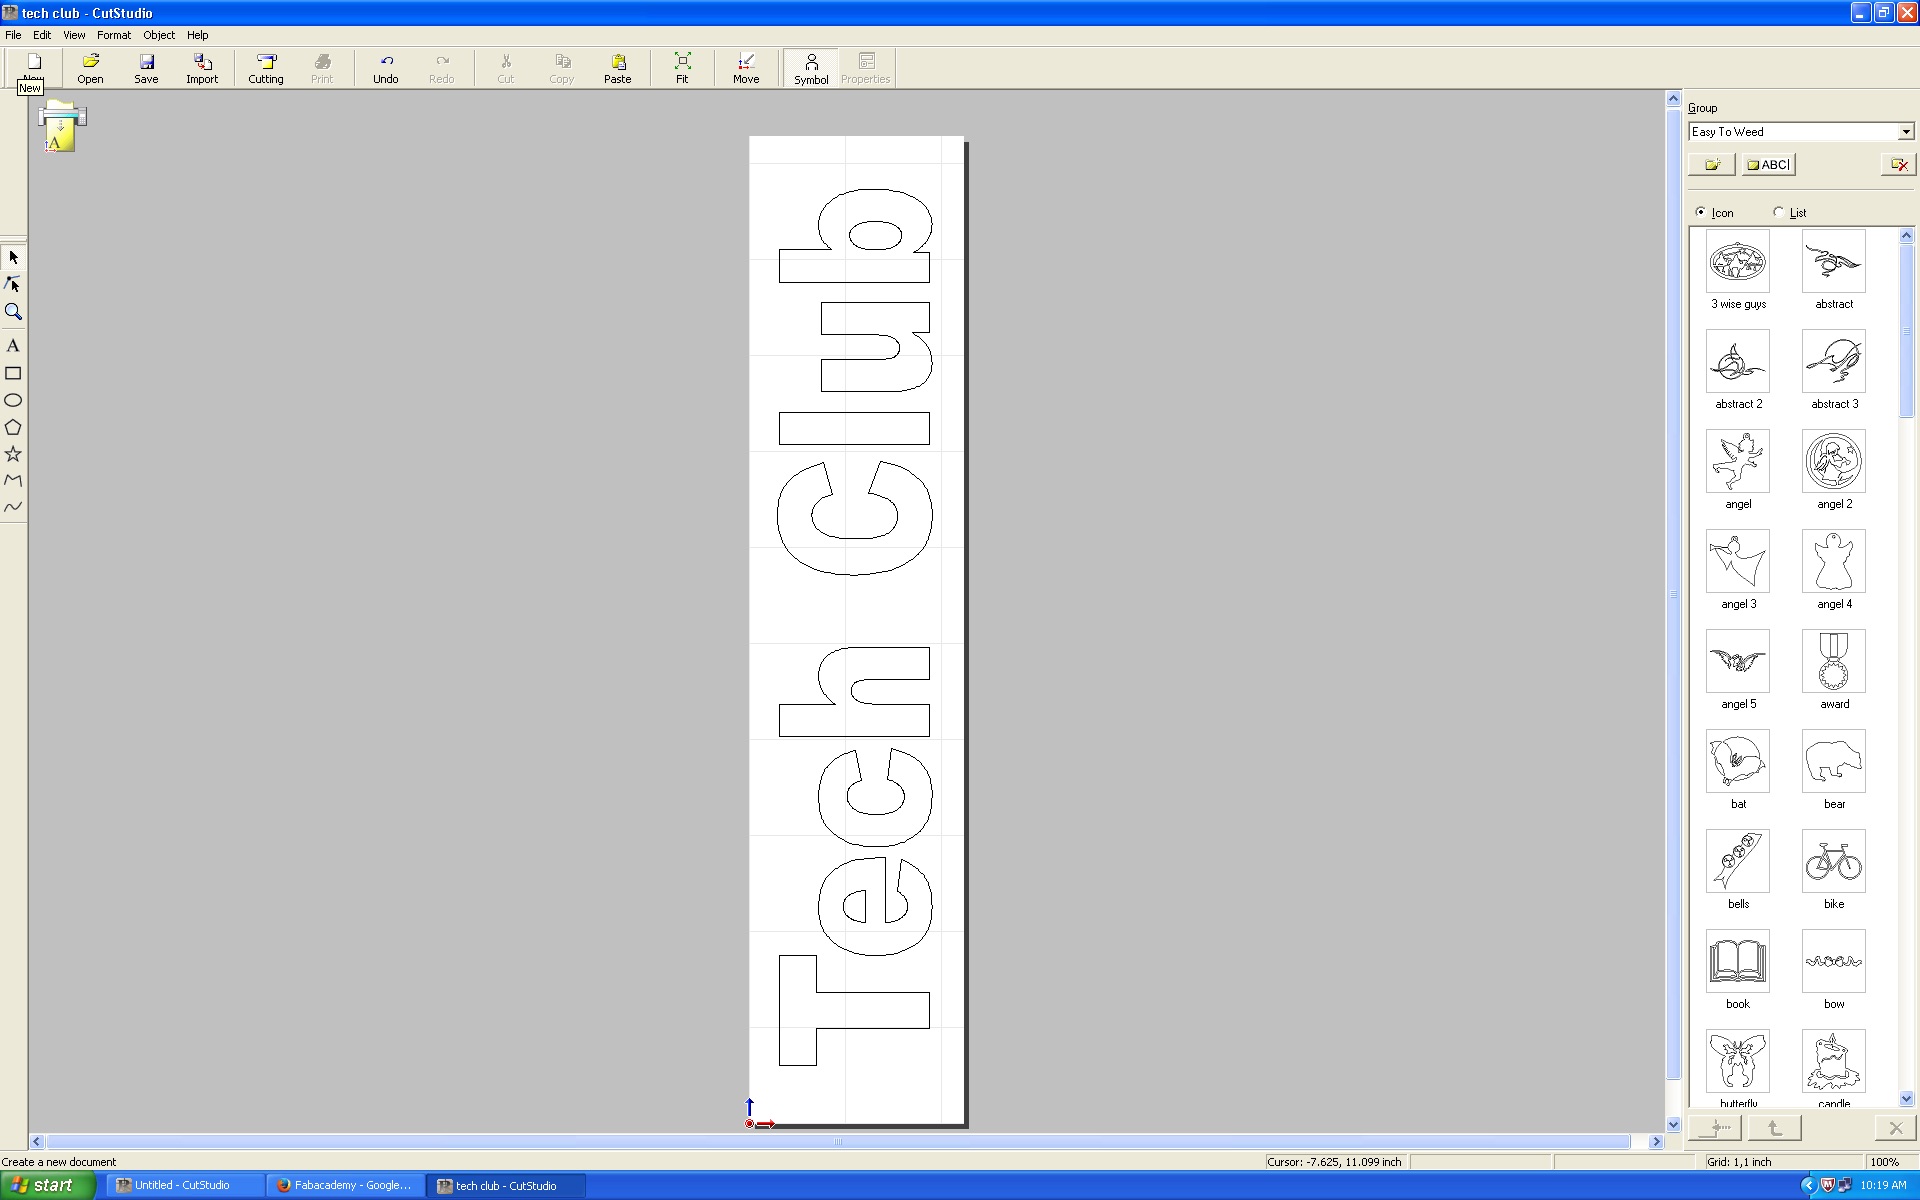 tech club - CutStudio
File Edit View Format Object Help
New Open Save Import Cutting Print Undo Redo Cut Copy Paste Fit Move Symbol Properties
New
A
A
Tech Club
Group
Easy To Weed
ABC
Icon List
3 wise guys abstract
abstract 2 abstract 3
angel angel 2
angel 3 angel 4
angel 5 award
bat bear
bells bike
book bow
butterfly candle
Create a new document
Cursor: -7.625, 11.099 inch
Grid: 1,1 inch
100%
start
Untitled - CutStudio
Fabacademy - Google...
tech club - CutStudio
10:19 AM